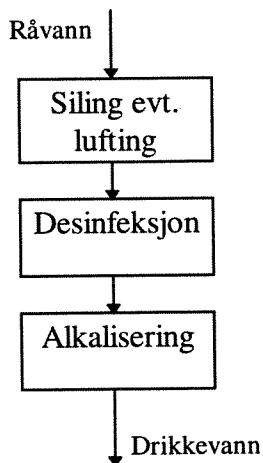 Råvann
Siling evt.
lufting
Desinfeksjon
Alkalisering
Drikkevann